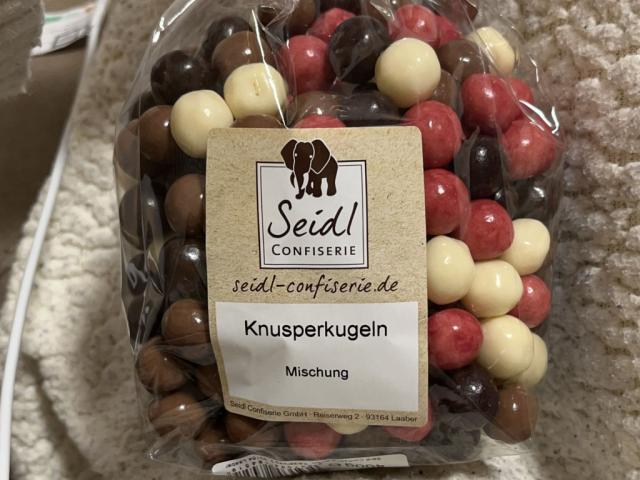 Seidl
CONFISERIE
seidl-confiserie.de
Knusperkugeln
Mischung
Seidl Confiserie GmbH · Reiserweg 2 · 93164 Laaber